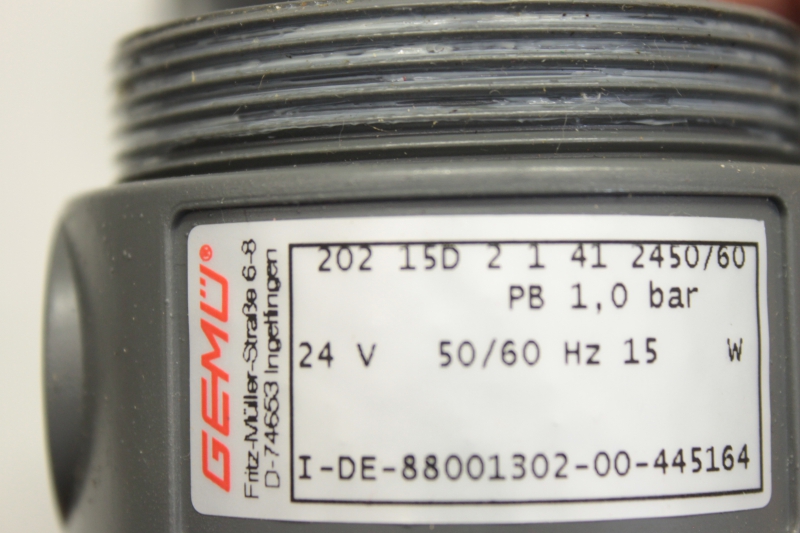 GEMÜ®
Fritz-Müller-Straße 6-8
D-74653 Ingelfingen
202 15D 2 1 41 2450/60
PB 1,0 bar
24 V 50/60 Hz 15 W
I-DE-88001302-00-445164